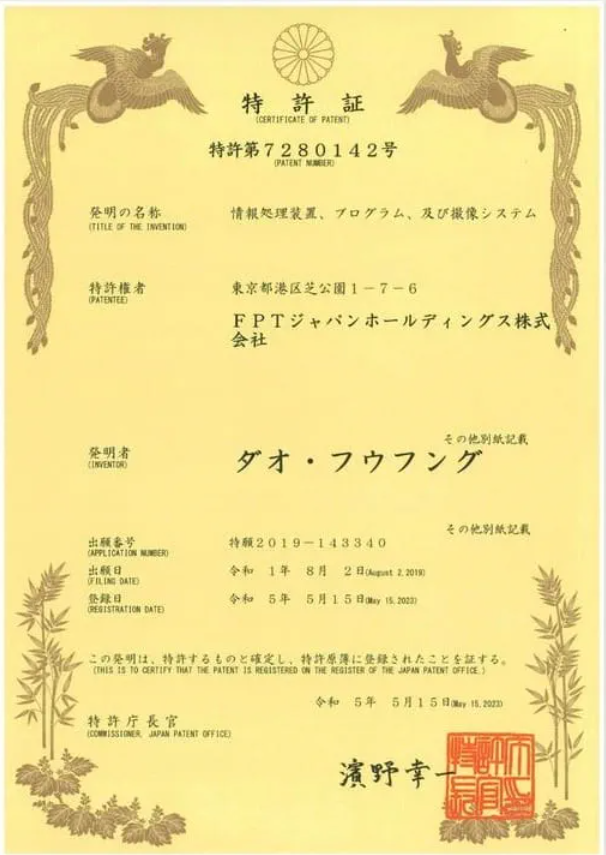 特許証
(CERTIFICATE OF PATENT)
特許第７２８０１４２号
(PATENT NUMBER)
発明の名称
(TITLE OF THE INVENTION)
情報処理装置、プログラム、及び撮像システム
特許権者
(PATENTEE)
東京都港区芝公園１－７－６
ＦＰＴジャパンホールディングス株式
会社
その他別紙記載
発明者
(INVENTOR)
ダオ・フウフング
その他別紙記載
出願番号
(APPLICATION NUMBER)
特願２０１９－１４３３４０
出願日
(FILING DATE)
令和 １年 ８月 ２日(August 2,2019)
登録日
(REGISTRATION DATE)
令和 ５年 ５月１５日(May 15,2023)
この発明は、特許するものと確定し、特許原簿に登録されたことを証する。
(THIS IS TO CERTIFY THAT THE PATENT IS REGISTERED ON THE REGISTER OF THE JAPAN PATENT OFFICE.)
令和 ５年 ５月１５日(May 15,2023)
特許庁長官
(COMMISSIONER, JAPAN PATENT OFFICE)
濱野幸一